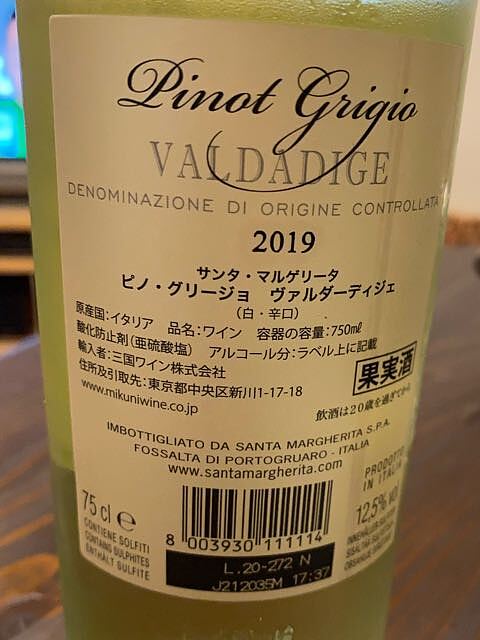 Pinot Grigio
VALDADIGE
DENOMINAZIONE DI ORIGINE CONTROLLATA
2019
サンタ・マルゲリータ
ピノ・グリージョ ヴァルダーディジェ
（白・辛口）
原産国：イタリア 品名：ワイン 容器の容量：750mℓ
酸化防止剤（亜硫酸塩） アルコール分：ラベル上に記載
輸入者：三国ワイン株式会社
住所及引取先：東京都中央区新川1-17-18
www.mikuniwine.co.jp
果実酒
飲酒は20歳を過ぎてから
IMBOTTIGLIATO DA SANTA MARGHERITA S.P.A.
FOSSALTA DI PORTOGRUARO - ITALIA
www.santamargherita.com
PRODOTTO
IN ITALIA
75 cl e
12,5% vol
CONTIENE SOLFITI
CONTAINS SULPHITES
ENTHÄLT SULFITE
8 003930 111114
L.20-272 N
J212035M 17:37